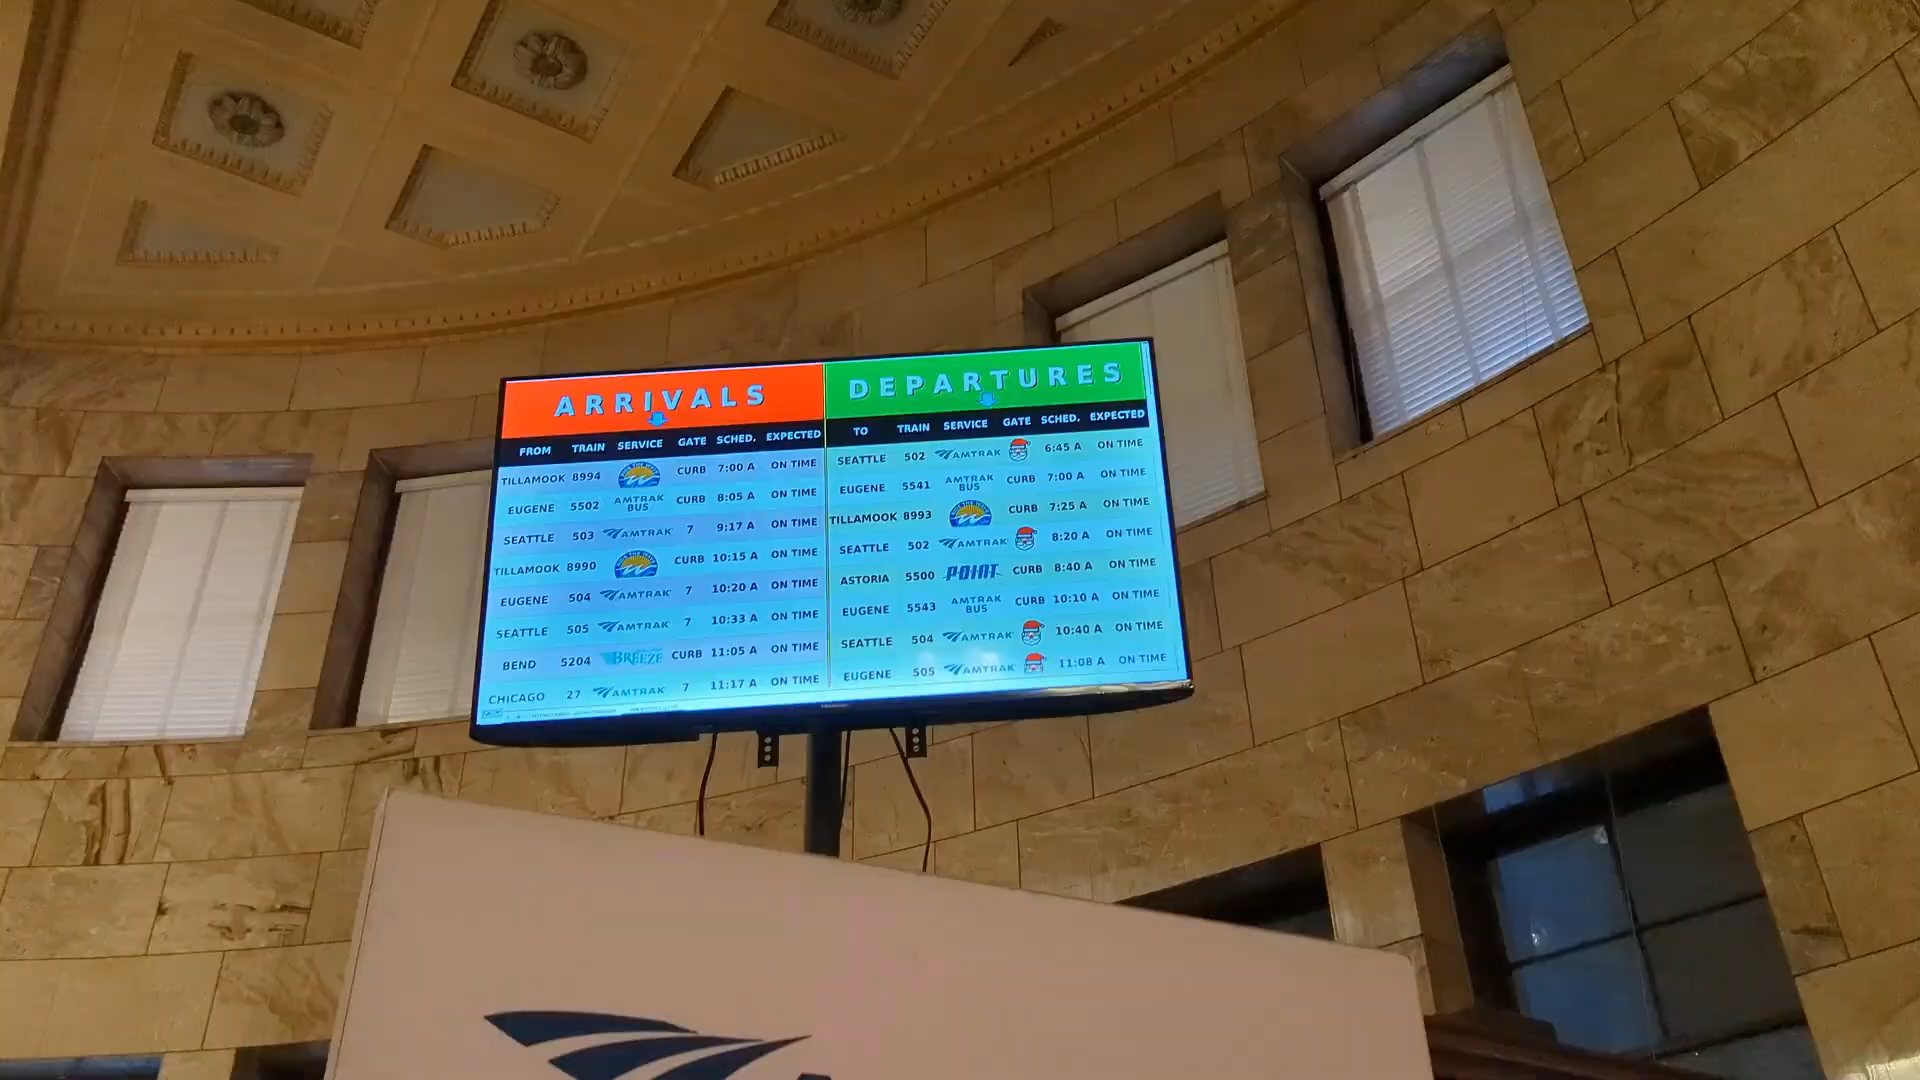 ARRIVALS
FROM TRAIN SERVICE GATE SCHED. EXPECTED
TILLAMOOK 8994 CURB 7:00 A ON TIME
EUGENE 5502 AMTRAK BUS CURB 8:05 A ON TIME
SEATTLE 503 AMTRAK 7 9:17 A ON TIME
TILLAMOOK 8990 CURB 10:15 A ON TIME
EUGENE 504 AMTRAK 7 10:20 A ON TIME
SEATTLE 505 AMTRAK 7 10:33 A ON TIME
BEND 5204 BREEZE CURB 11:05 A ON TIME
CHICAGO 27 AMTRAK 7 11:17 A ON TIME
DEPARTURES
TO TRAIN SERVICE GATE SCHED. EXPECTED
SEATTLE 502 AMTRAK 6:45 A ON TIME
EUGENE 5541 AMTRAK BUS CURB 7:00 A ON TIME
TILLAMOOK 8993 CURB 7:25 A ON TIME
SEATTLE 502 AMTRAK 8:20 A ON TIME
ASTORIA 5500 POINT CURB 8:40 A ON TIME
EUGENE 5543 AMTRAK BUS CURB 10:10 A ON TIME
SEATTLE 504 AMTRAK 10:40 A ON TIME
EUGENE 505 AMTRAK 11:08 A ON TIME